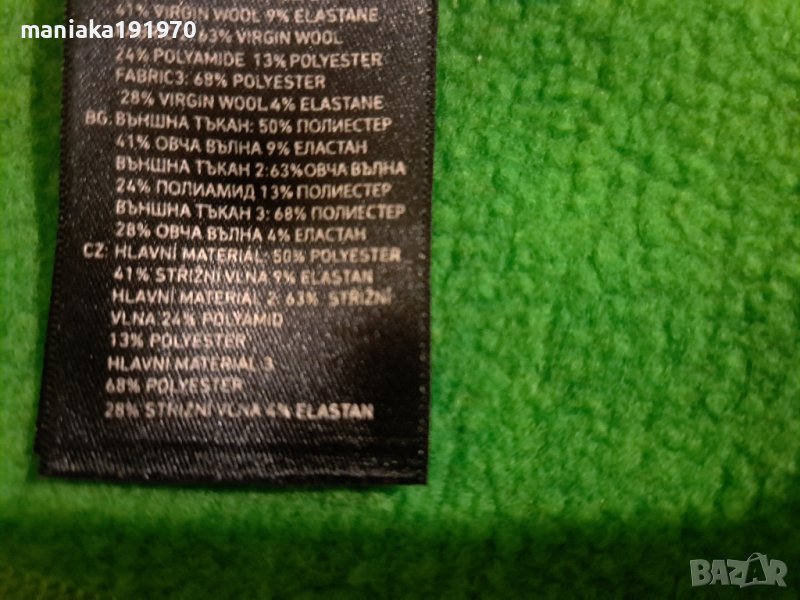 maniaka191970
41% VIRGIN WOOL 9% ELASTANE
63% VIRGIN WOOL
24% POLYAMIDE 13% POLYESTER
FABRIC3: 68% POLYESTER
28% VIRGIN WOOL 4% ELASTANE
BG: ВЪНШНА ТЪКАН: 50% ПОЛИЕСТЕР
41% ОВЧА ВЪЛНА 9% ЕЛАСТАН
ВЪНШНА ТЪКАН 2:63% ОВЧА ВЪЛНА
24% ПОЛИАМИД 13% ПОЛИЕСТЕР
ВЪНШНА ТЪКАН 3: 68% ПОЛИЕСТЕР
28% ОВЧА ВЪЛНА 4% ЕЛАСТАН
CZ: HLAVNÍ MATERIÁL: 50% POLYESTER
41% STRIŽNÍ VLNA 9% ELASTAN
HLAVNÍ MATERIÁL 2: 63% STRIŽNÍ
VLNA 24% POLYAMID
13% POLYESTER
HLAVNÍ MATERIÁL 3
68% POLYESTER
28% STRIŽNÍ VLNA 4% ELASTAN
BAZAR